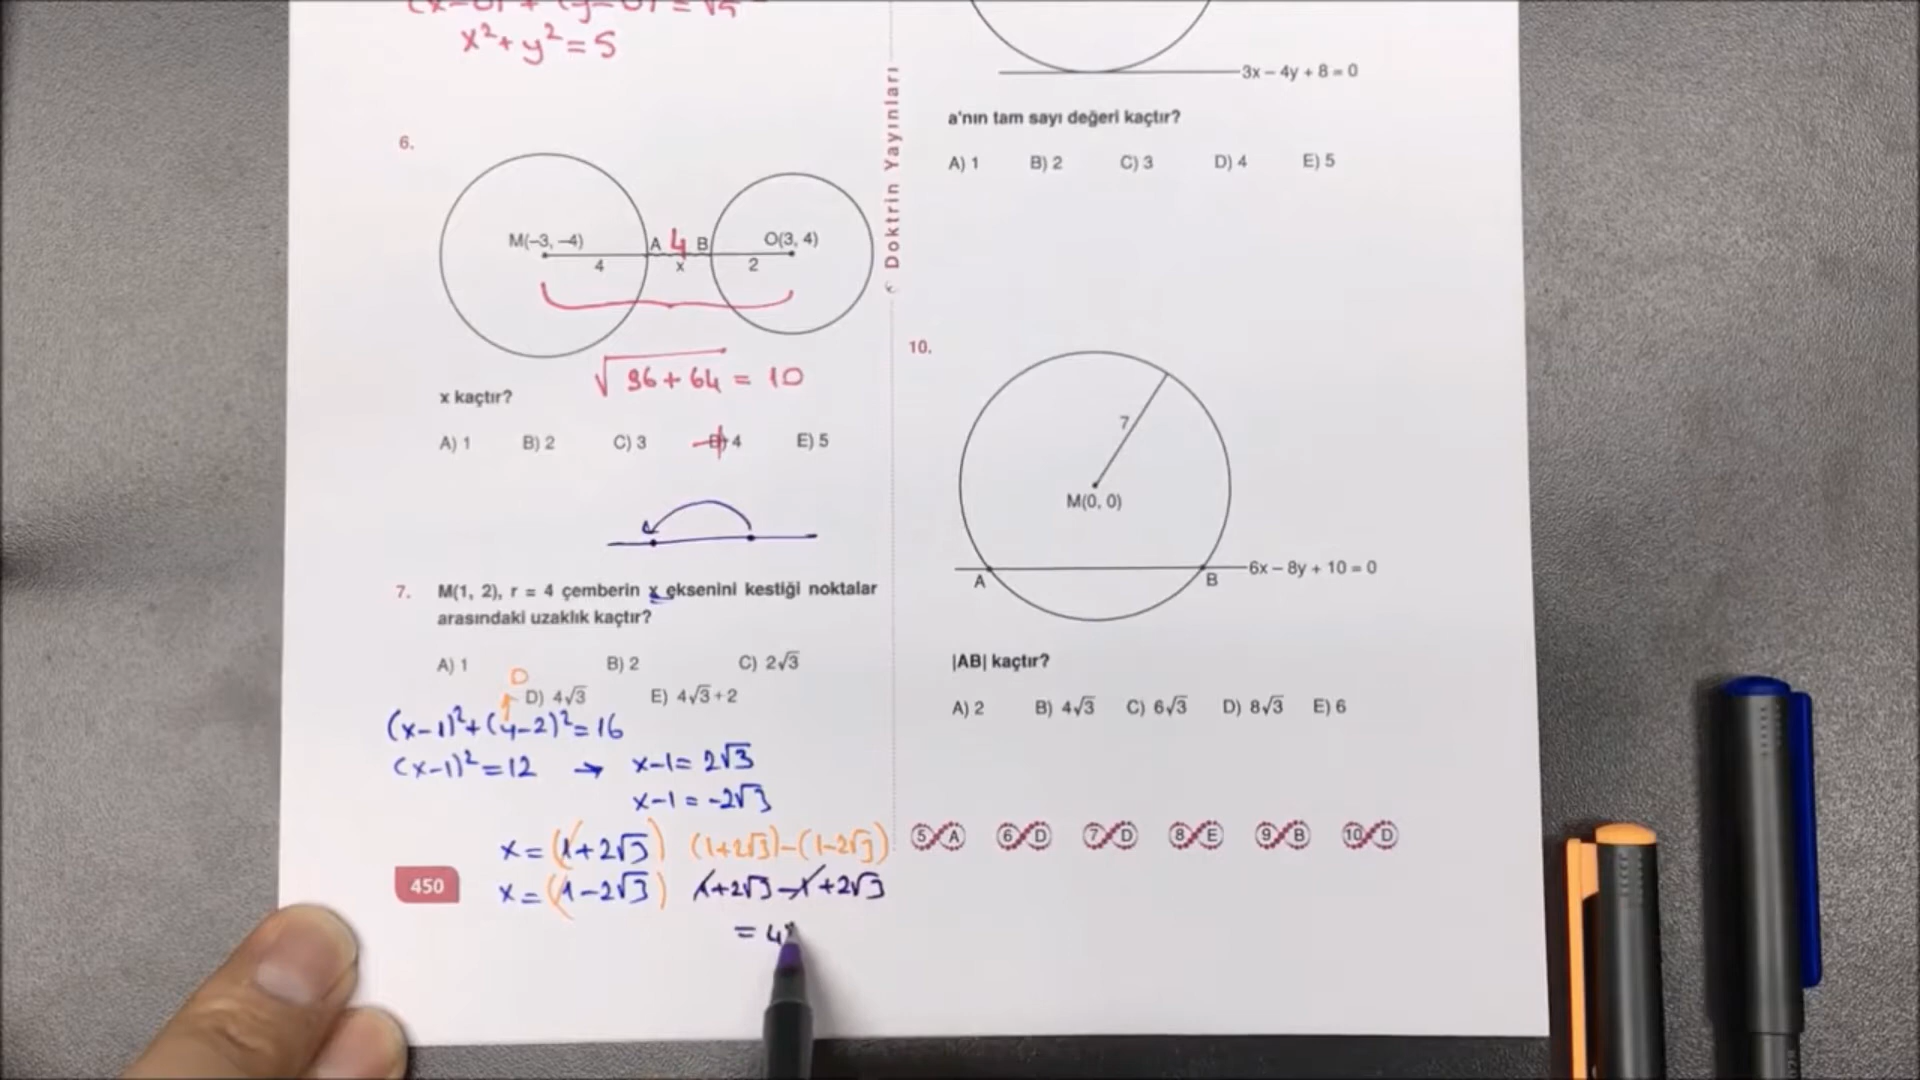 x²+y²=5
6.
M(−3, −4)
A 4 B
O(3, 4)
4
x
2
√36+64 = 10
x kaçtır?
A) 1 B) 2 C) 3 D) 4 E) 5
7. M(1, 2), r = 4 çemberin x eksenini kestiği noktalar
arasındaki uzaklık kaçtır?
A) 1 B) 2 C) 2√3
0
D) 4√3 E) 4√3+2
(x−1)²+(y−2)²=16
(x−1)²=12 → x−1= 2√3
x−1 = −2√3
x = (1+2√3) (1+2√3)−(1−2√3)
x = (1−2√3) 1+2√3−1+2√3
= 4
450
Doktrin Yayınları
3x − 4y + 8 = 0
a'nın tam sayı değeri kaçtır?
A) 1 B) 2 C) 3 D) 4 E) 5
10.
7
M(0, 0)
6x − 8y + 10 = 0
A
B
|AB| kaçtır?
A) 2 B) 4√3 C) 6√3 D) 8√3 E) 6
5 A 6 D 7 D 8 E 9 B 10 D